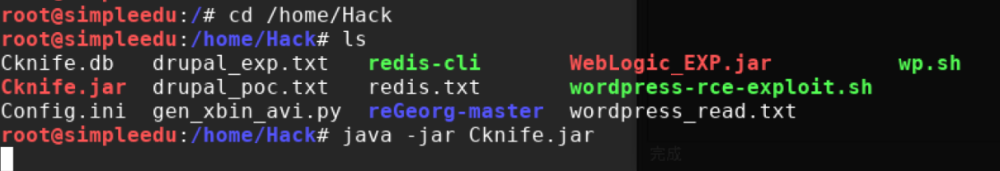 root@simpleedu:/# cd /home/Hack
root@simpleedu:/home/Hack# ls
Cknife.db   drupal_exp.txt   redis-cli   WebLogic_EXP.jar   wp.sh
Cknife.jar   drupal_poc.txt   redis.txt   wordpress-rce-exploit.sh
Config.ini   gen_xbin_avi.py   reGeorg-master   wordpress_read.txt
root@simpleedu:/home/Hack# java -jar Cknife.jar
完成